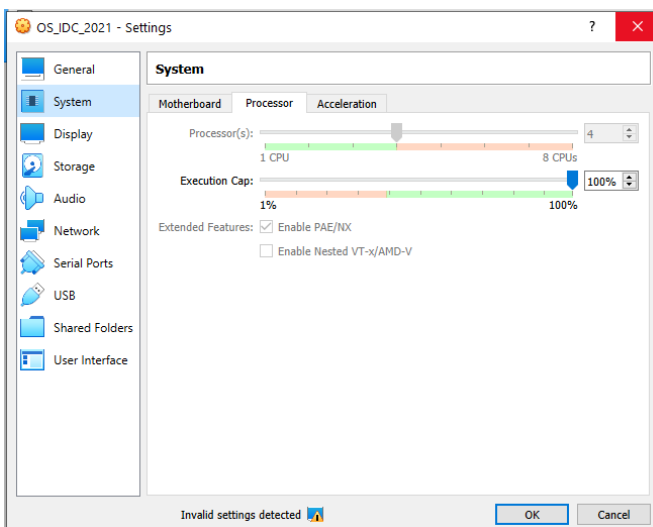 OS_IDC_2021 - Settings
?
General
System
Display
Storage
Audio
Network
Serial Ports
USB
Shared Folders
User Interface
System
Motherboard Processor Acceleration
Processor(s): 4
1 CPU 8 CPUs
Execution Cap: 100%
1% 100%
Extended Features: Enable PAE/NX
Enable Nested VT-x/AMD-V
Invalid settings detected OK Cancel